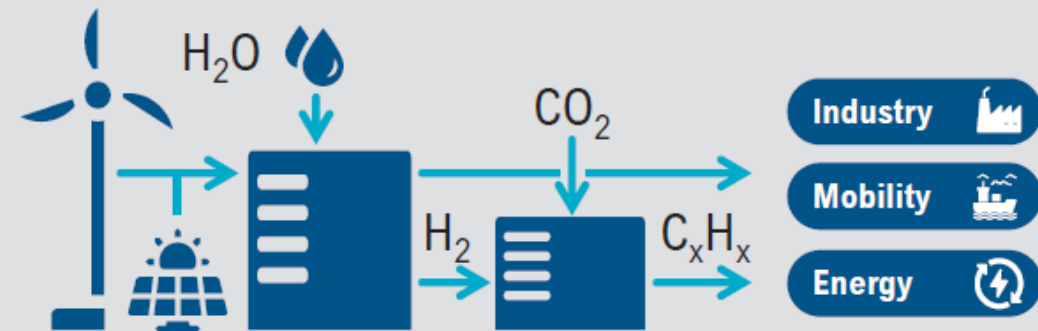 H₂O
CO₂
H₂
CₓHₓ
Industry
Mobility
Energy